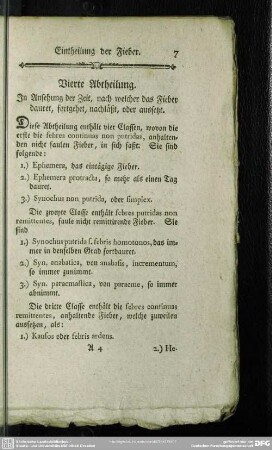 Eintheilung der Fieber. 7
Vierte Abtheilung.
In Ansehung der Zeit, nach welcher das Fieber
dauret, fortgehet, nachläßt, oder aussetzt.
Diese Abtheilung enthält vier Classen, wovon die
erste die febres continuas non putridas, anhalten-
den nicht faulen Fieber, in sich faßt. Sie sind
folgende:
1.) Ephemera, das eintägige Fieber.
2.) Ephemera protracta, so mehr als einen Tag
dauret.
3.) Synochus non putrida, oder simplex.
Die zweyte Classe enthält febres putridas non
remittentes, faule nicht remittirende Fieber. Sie
sind
1.) Synochus putrida s. febris homotonos, das im-
mer in denselben Grad fortdauret.
2.) Syn. anabatica, von anabasis, incrementum,
so immer zunimmt.
3.) Syn. paracmastica, von paracme, so immer
abnimmt.
Die dritte Classe enthält die febres continuas
remittentes, anhaltende Fieber, welche zuweilen
aussetzen, als:
1.) Kausos oder febris ardens.
A 4 2.) He-